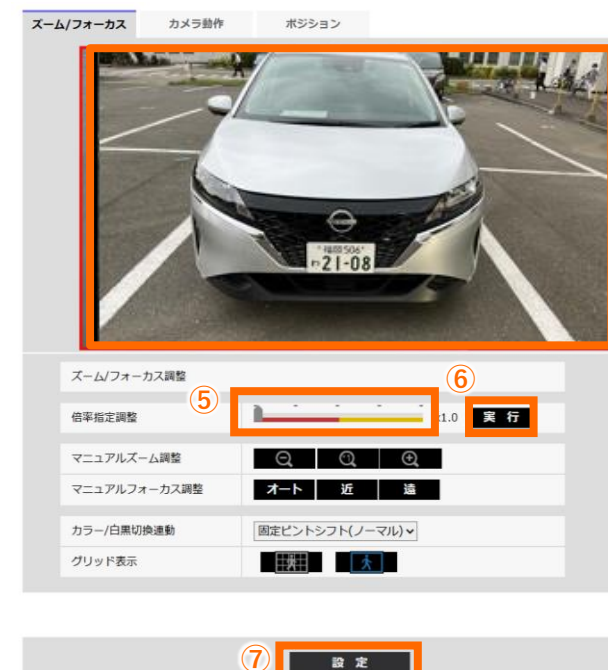 ズーム/フォーカス カメラ動作 ポジション
福岡 506
わ 21-08
ズーム/フォーカス調整
⑤ ⑥
倍率指定調整 x1.0 実 行
マニュアルズーム調整
マニュアルフォーカス調整 オート 近 遠
カラー/白黒切換連動 固定ピントシフト(ノーマル)
グリッド表示
⑦ 設 定